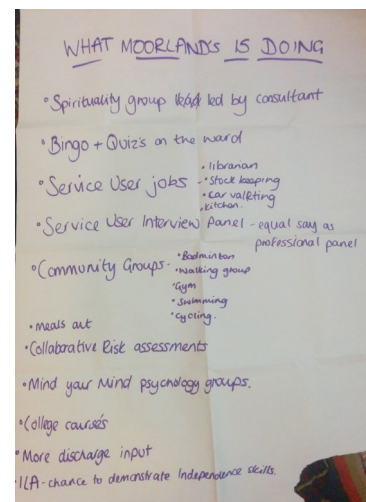 WHAT MOORLAND'S IS DOING
• Spirituality group led by consultant
• Bingo + Quiz's on the ward
• Service User jobs - • librarian
• Stock keeping
• Car valeting
• kitchen.
• Service User Interview Panel - equal say as
professional panel
• Community Groups - • Badminton
• Walking group
• Gym
• Swimming
• Cycling.
• meals out
• Collaborative Risk assessments
• Mind your Mind psychology groups.
• College courses
• More discharge input
• ILA - chance to demonstrate Independence skills.